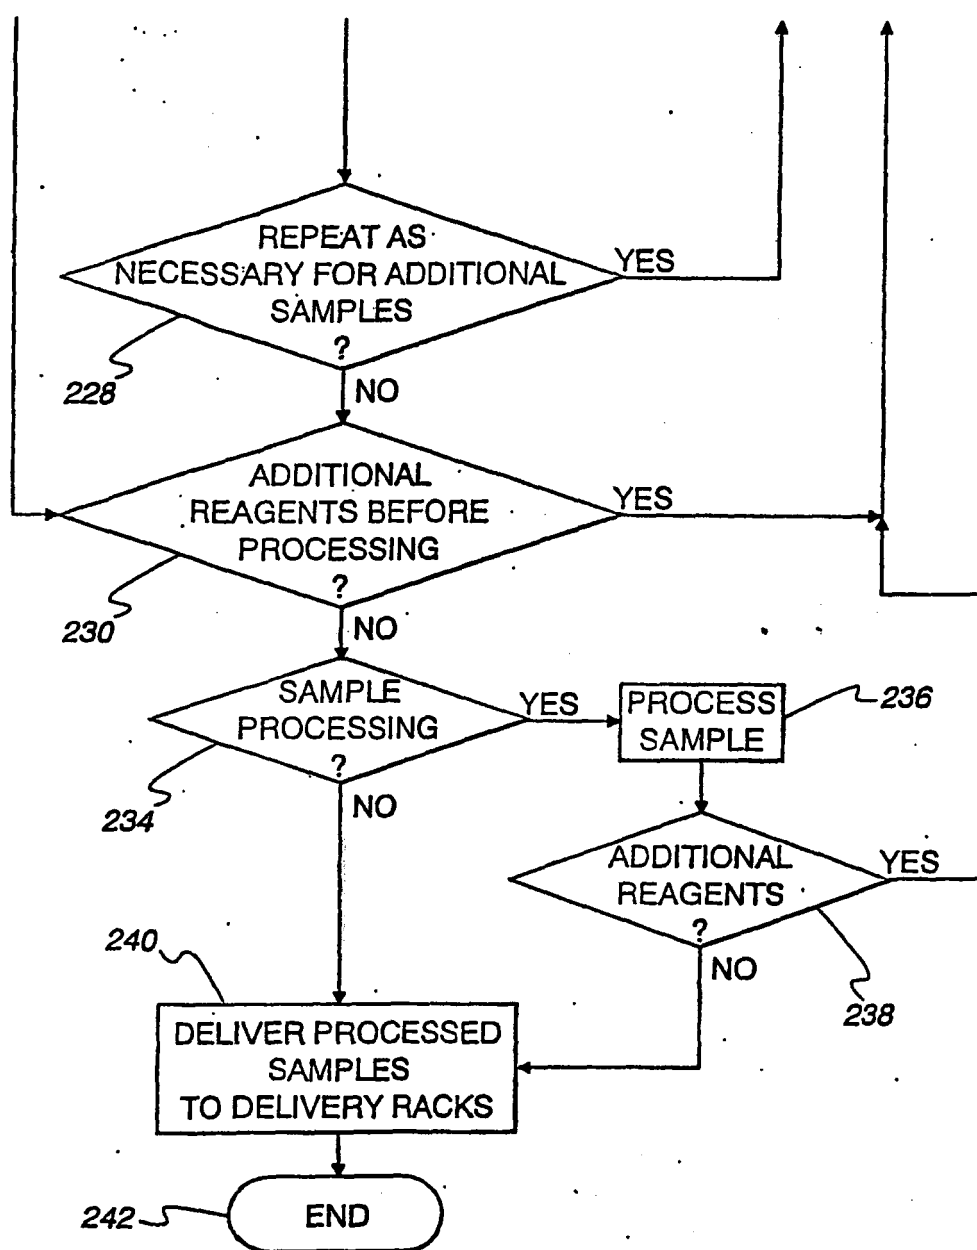 REPEAT AS
NECESSARY FOR ADDITIONAL
SAMPLES
?
YES
228
NO
ADDITIONAL
REAGENTS BEFORE
PROCESSING
?
YES
230
NO
SAMPLE
PROCESSING
?
YES
PROCESS
SAMPLE
236
234
NO
ADDITIONAL
REAGENTS
?
YES
NO
238
240
DELIVER PROCESSED
SAMPLES
TO DELIVERY RACKS
242
END